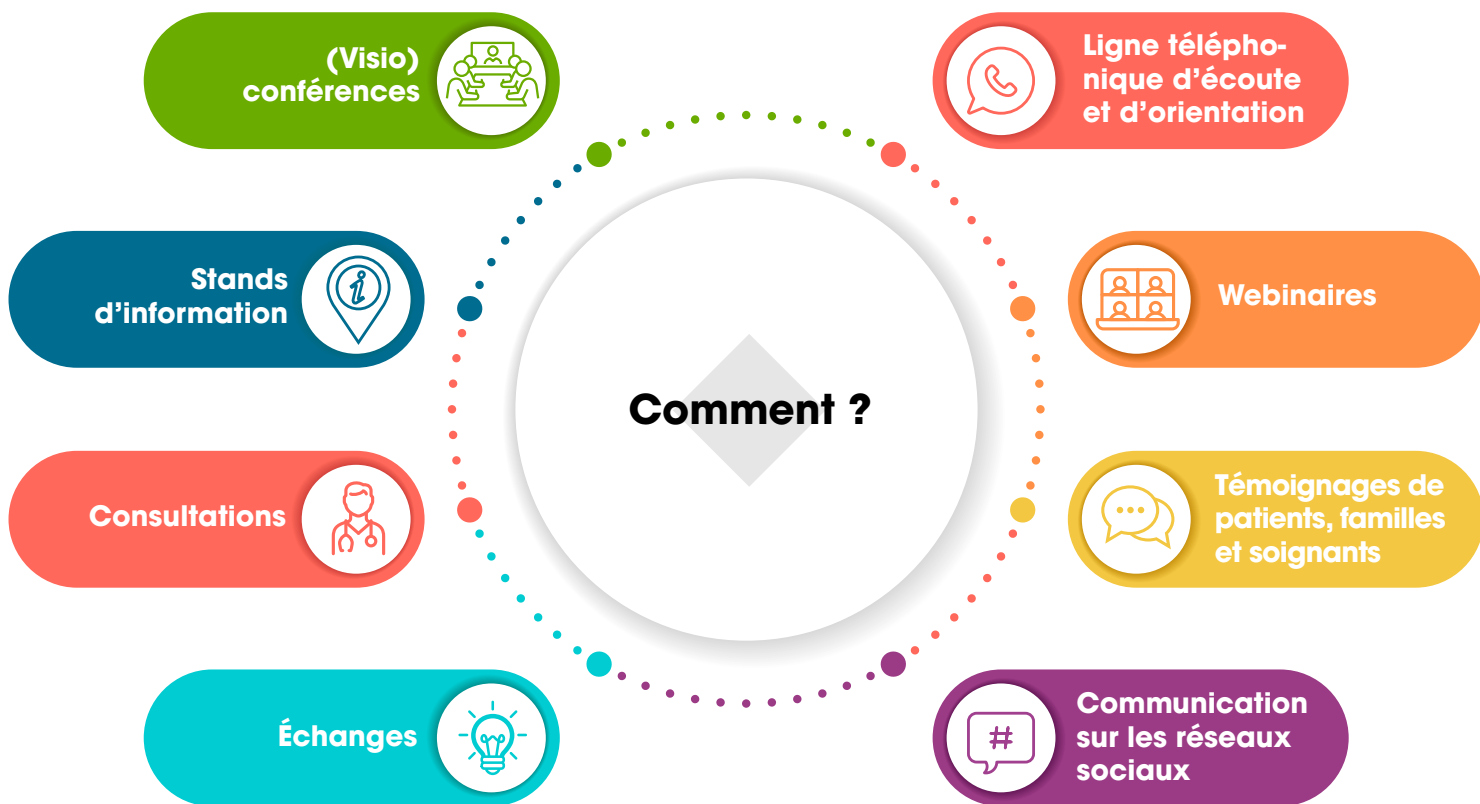 (Visio)
conférences
Ligne télépho-
nique d'écoute
et d'orientation
Stands
d'information
Webinaires
Comment ?
Consultations
Témoignages de
patients, familles
et soignants
Échanges
Communication
sur les réseaux
sociaux
#